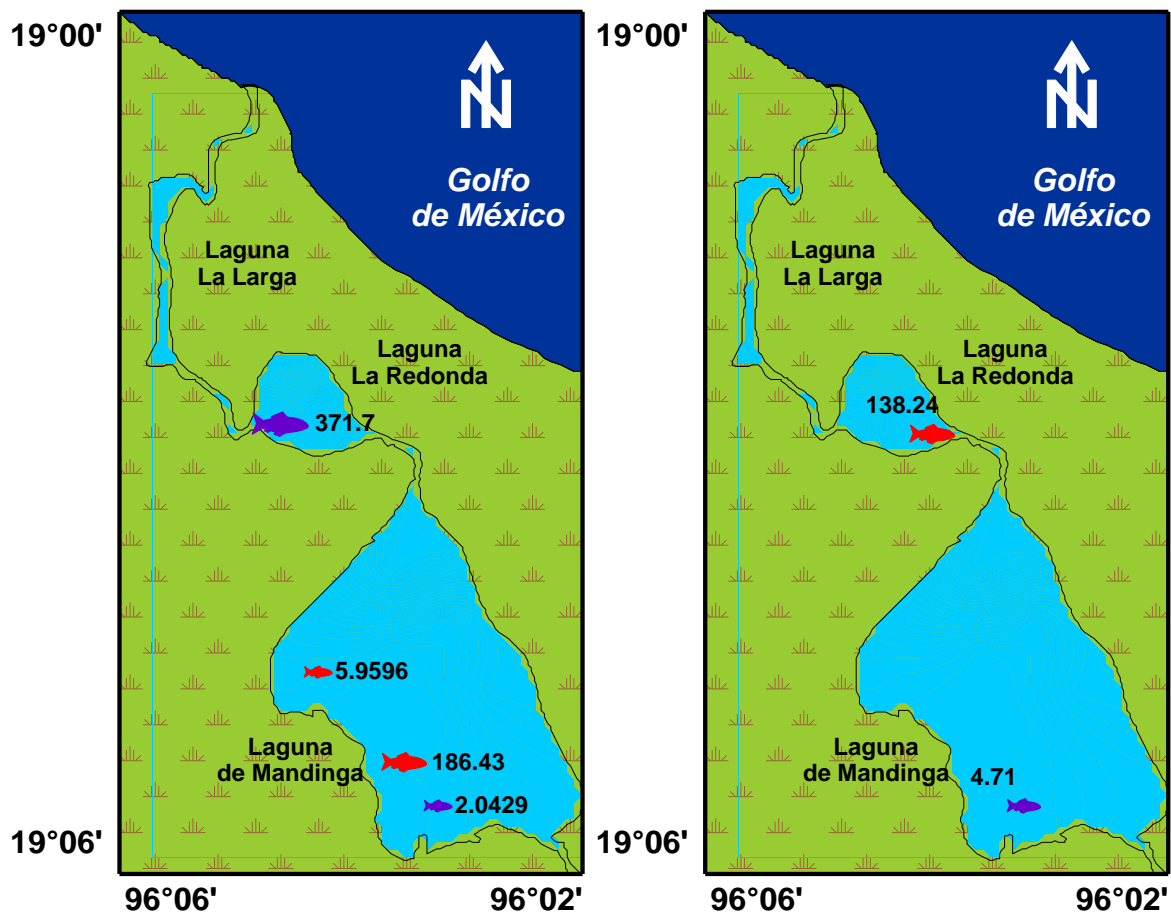 19°00'
N
Golfo
de México
Laguna
La Larga
Laguna
La Redonda
371.7
5.9596
Laguna
de Mandinga
186.43
2.0429
19°06'
96°06'
96°02'
19°00'
N
Golfo
de México
Laguna
La Larga
Laguna
La Redonda
138.24
Laguna
de Mandinga
4.71
19°06'
96°06'
96°02'